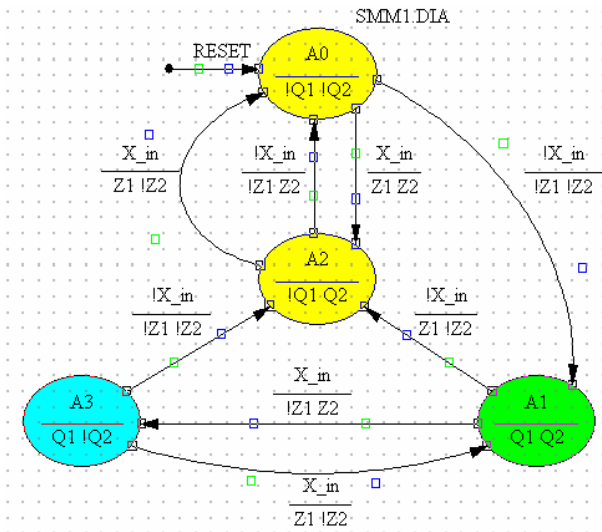 SMM1.DIA
RESET
A0
!Q1 !Q2
X_in
Z1 !Z2
!X_in
!Z1 Z2
X_in
Z1 Z2
!X_in
!Z1 !Z2
A2
!Q1 Q2
!X_in
!Z1 !Z2
!X_in
Z1 !Z2
A3
Q1 !Q2
X_in
!Z1 Z2
A1
Q1 Q2
X_in
Z1 !Z2